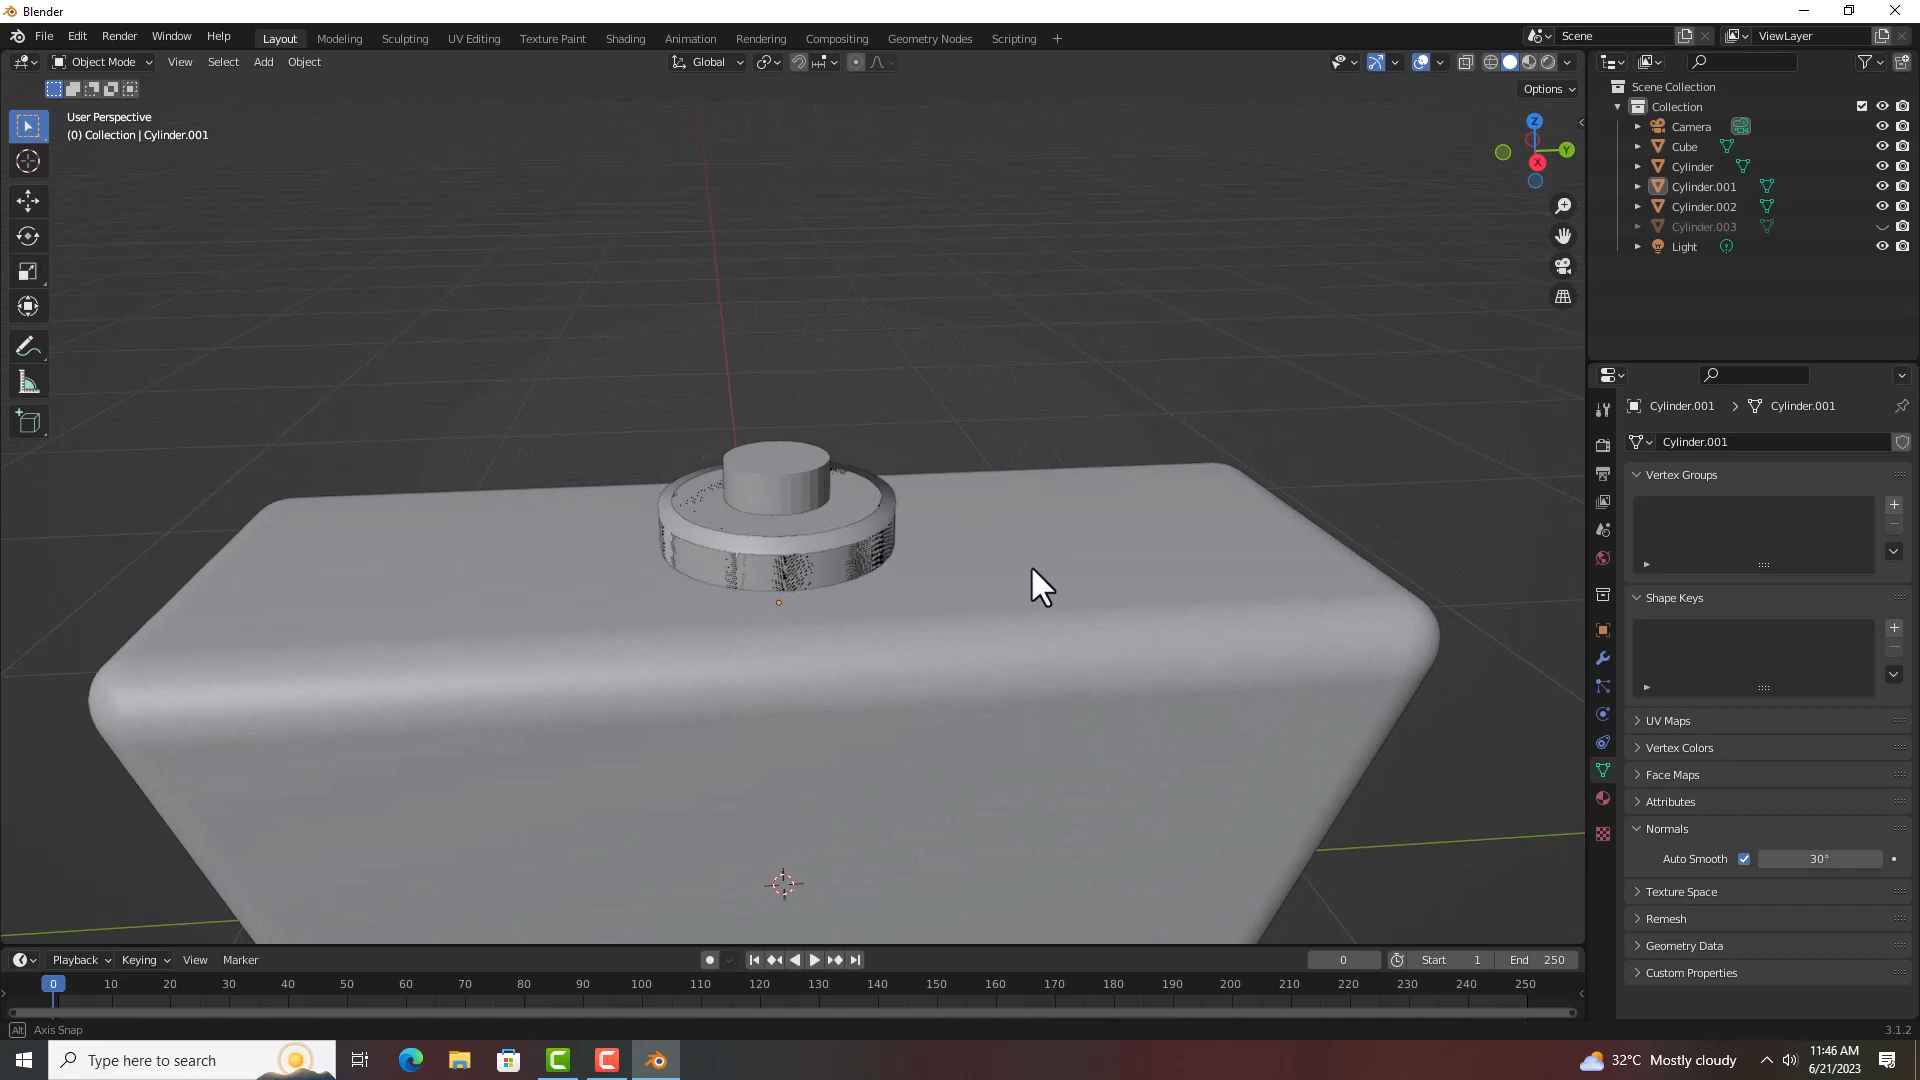 Blender
File Edit Render Window Help Layout Modeling Sculpting UV Editing Texture Paint Shading Animation Rendering Compositing Geometry Nodes Scripting + Scene ViewLayer
Object Mode View Select Add Object Global
Options
User Perspective
(0) Collection | Cylinder.001
Z
Y
X
Scene Collection
Collection
Camera
Cube
Cylinder
Cylinder.001
Cylinder.002
Cylinder.003
Light
Cylinder.001 > Cylinder.001
Cylinder.001
Vertex Groups
Shape Keys
UV Maps
Vertex Colors
Face Maps
Attributes
Normals
Auto Smooth 30°
Texture Space
Remesh
Geometry Data
Custom Properties
Playback Keying View Marker 0 Start 1 End 250
0 10 20 30 40 50 60 70 80 90 100 110 120 130 140 150 160 170 180 190 200 210 220 230 240 250
Alt Axis Snap 3.1.2
Type here to search 32°C Mostly cloudy 11:46 AM
6/21/2023